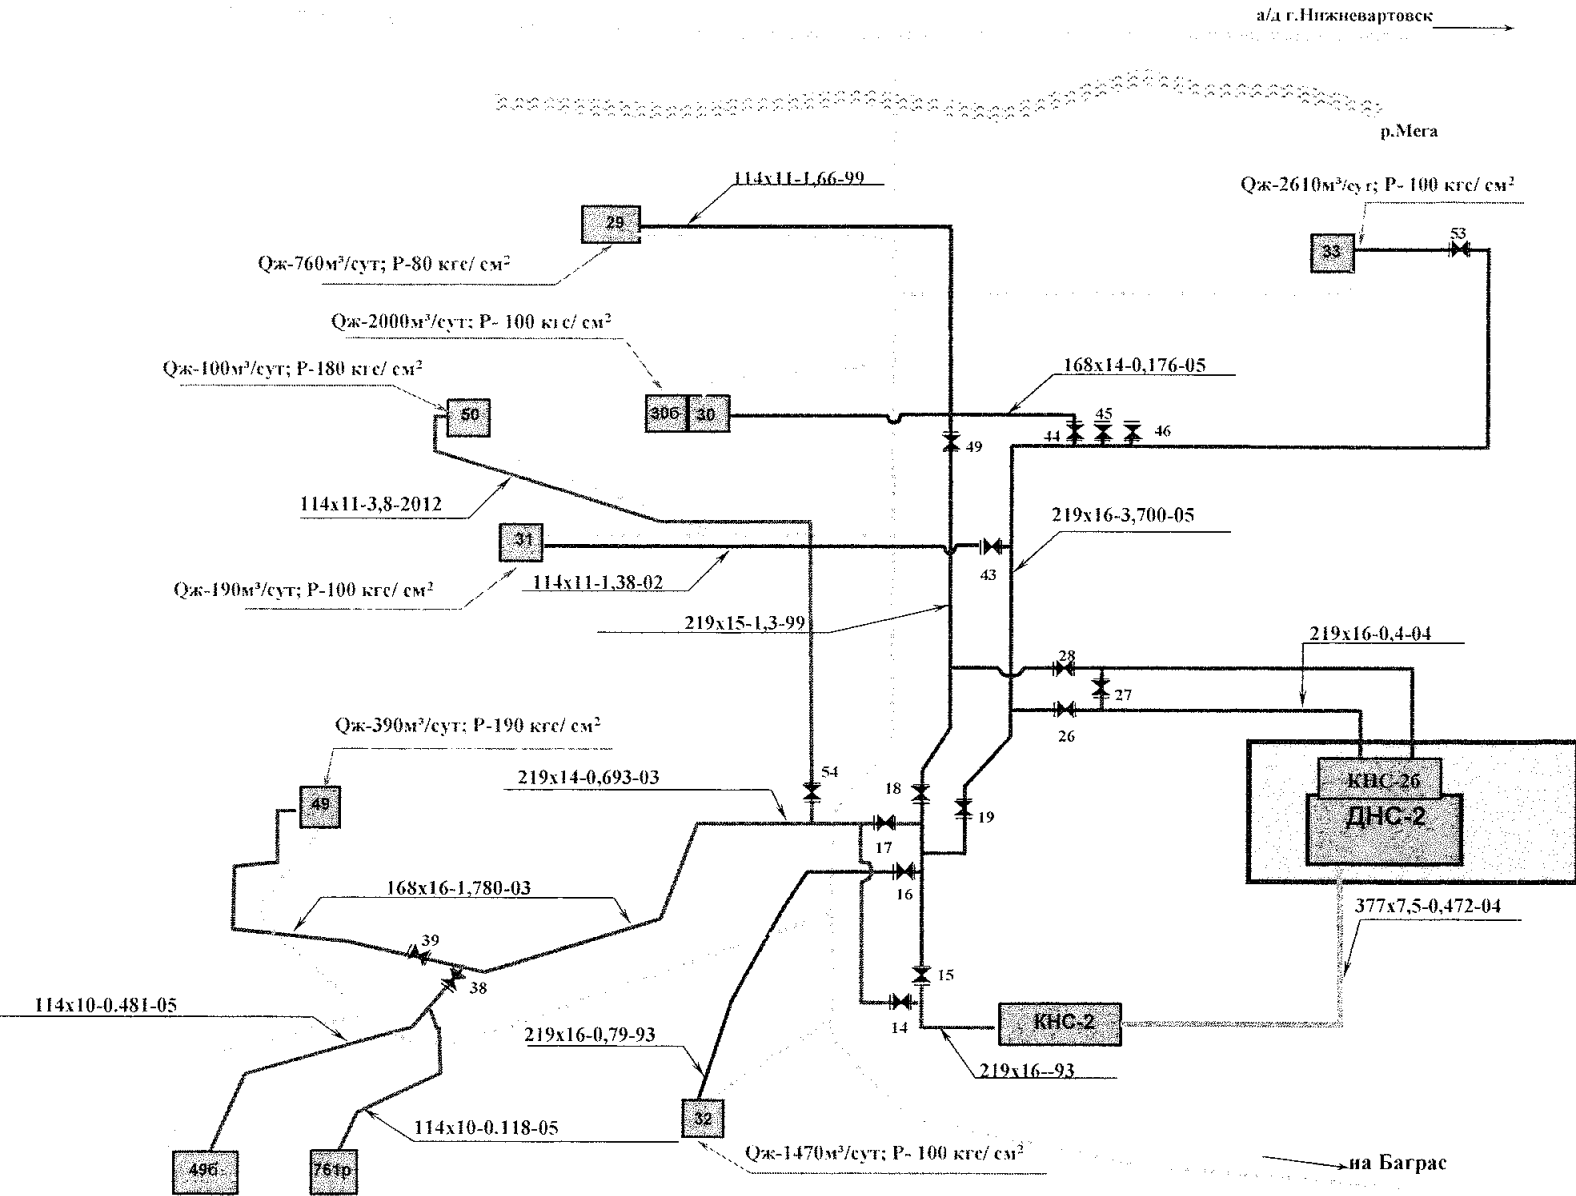 а/д г.Нижневартовск
р.Мега
114х11-1,66-99
Qж-2610м³/сут; Р- 100 кгс/ см²
29
53
33
Qж-760м³/сут; Р-80 кгс/ см²
Qж-2000м³/сут; Р- 100 кгс/ см²
Qж-100м³/сут; Р-180 кгс/ см²
168х14-0,176-05
50
30б
30
45
44
46
49
114х11-3,8-2012
219х16-3,700-05
31
43
114х11-1,38-02
Qж-190м³/сут; Р-100 кгс/ см²
219х15-1,3-99
219х16-0,4-04
28
27
26
Qж-390м³/сут; Р-190 кгс/ см²
219х14-0,693-03
54
18
КНС-2б
49
19
ДНС-2
17
168х16-1,780-03
16
377х7,5-0,472-04
39
38
15
114х10-0.481-05
КНС-2
14
219х16-0,79-93
219х16--93
32
114х10-0.118-05
Qж-1470м³/сут; Р- 100 кгс/ см²
на Баграс
49б
761р